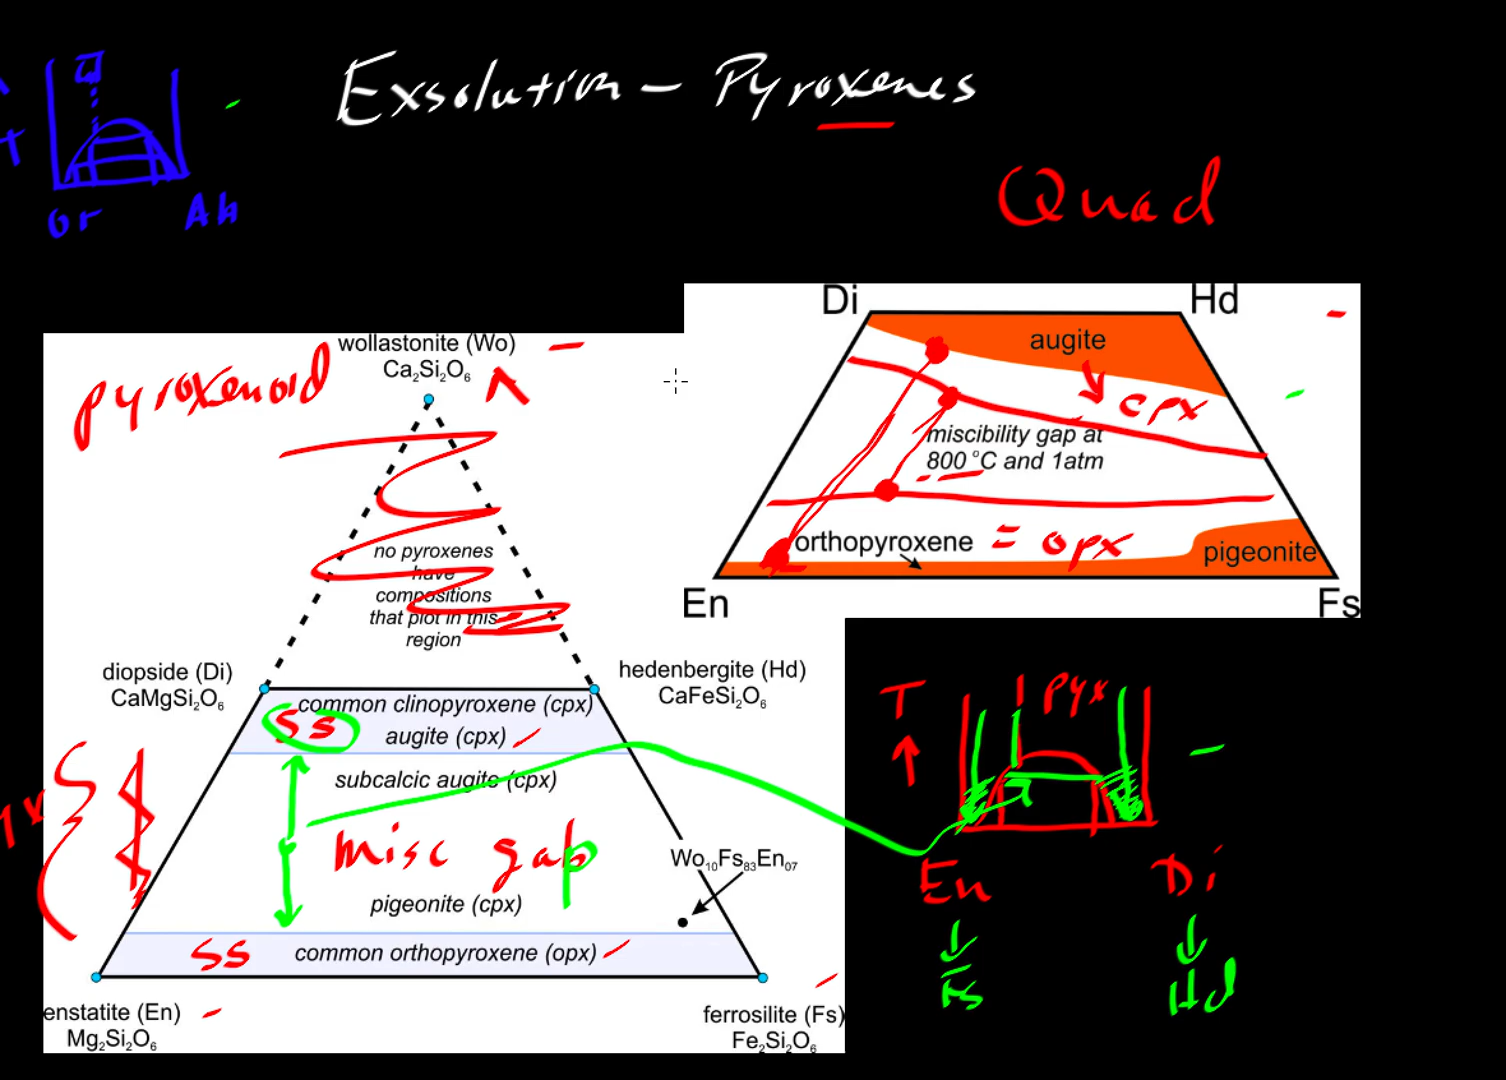 Exsolution - Pyroxenes
Quad
T
Or Ab
Di
Hd
augite
cpx
miscibility gap at
800 °C and 1atm
orthopyroxene = opx
pigeonite
En
Fs
pyroxenoid
wollastonite (Wo)
Ca₂Si₂O₆
no pyroxenes
have
compositions
that plot in this
region
diopside (Di)
CaMgSi₂O₆
hedenbergite (Hd)
CaFeSi₂O₆
common clinopyroxene (cpx)
SS
augite (cpx)
subcalcic augite (cpx)
misc gap
Wo₁₀Fs₈₃En₀₇
pigeonite (cpx)
SS
common orthopyroxene (opx)
enstatite (En)
Mg₂Si₂O₆
ferrosilite (Fs)
Fe₂Si₂O₆
T
Pyx
En
Di
Fs
Hd